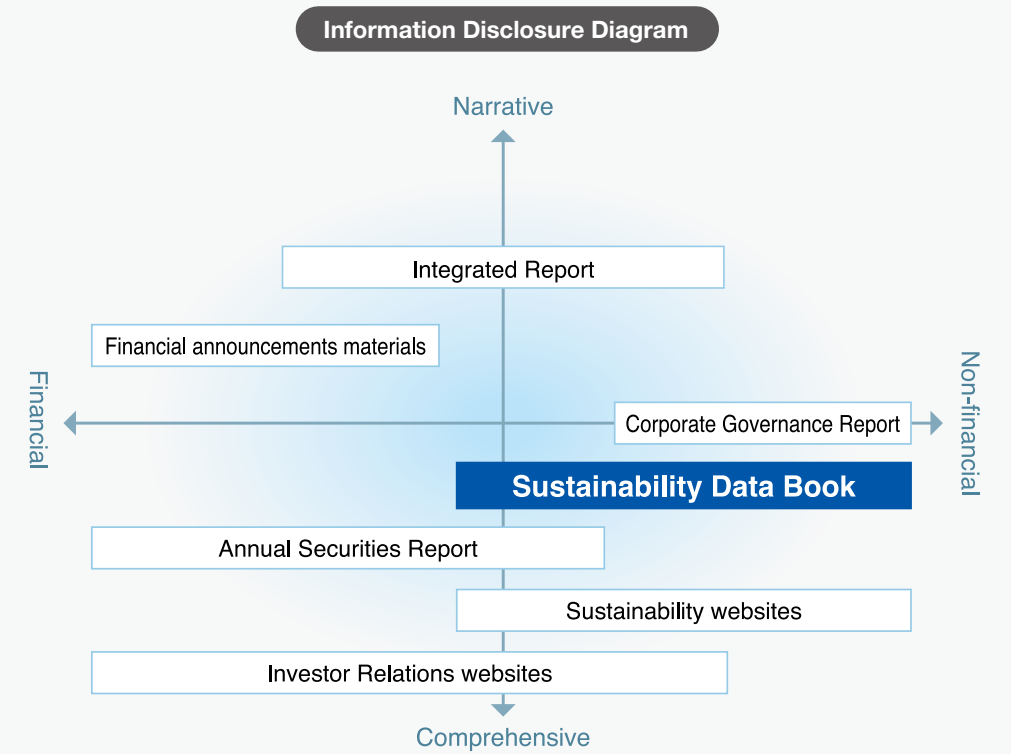 Information Disclosure Diagram
Narrative
Integrated Report
Financial announcements materials
Financial
Non-financial
Corporate Governance Report
Sustainability Data Book
Annual Securities Report
Sustainability websites
Investor Relations websites
Comprehensive